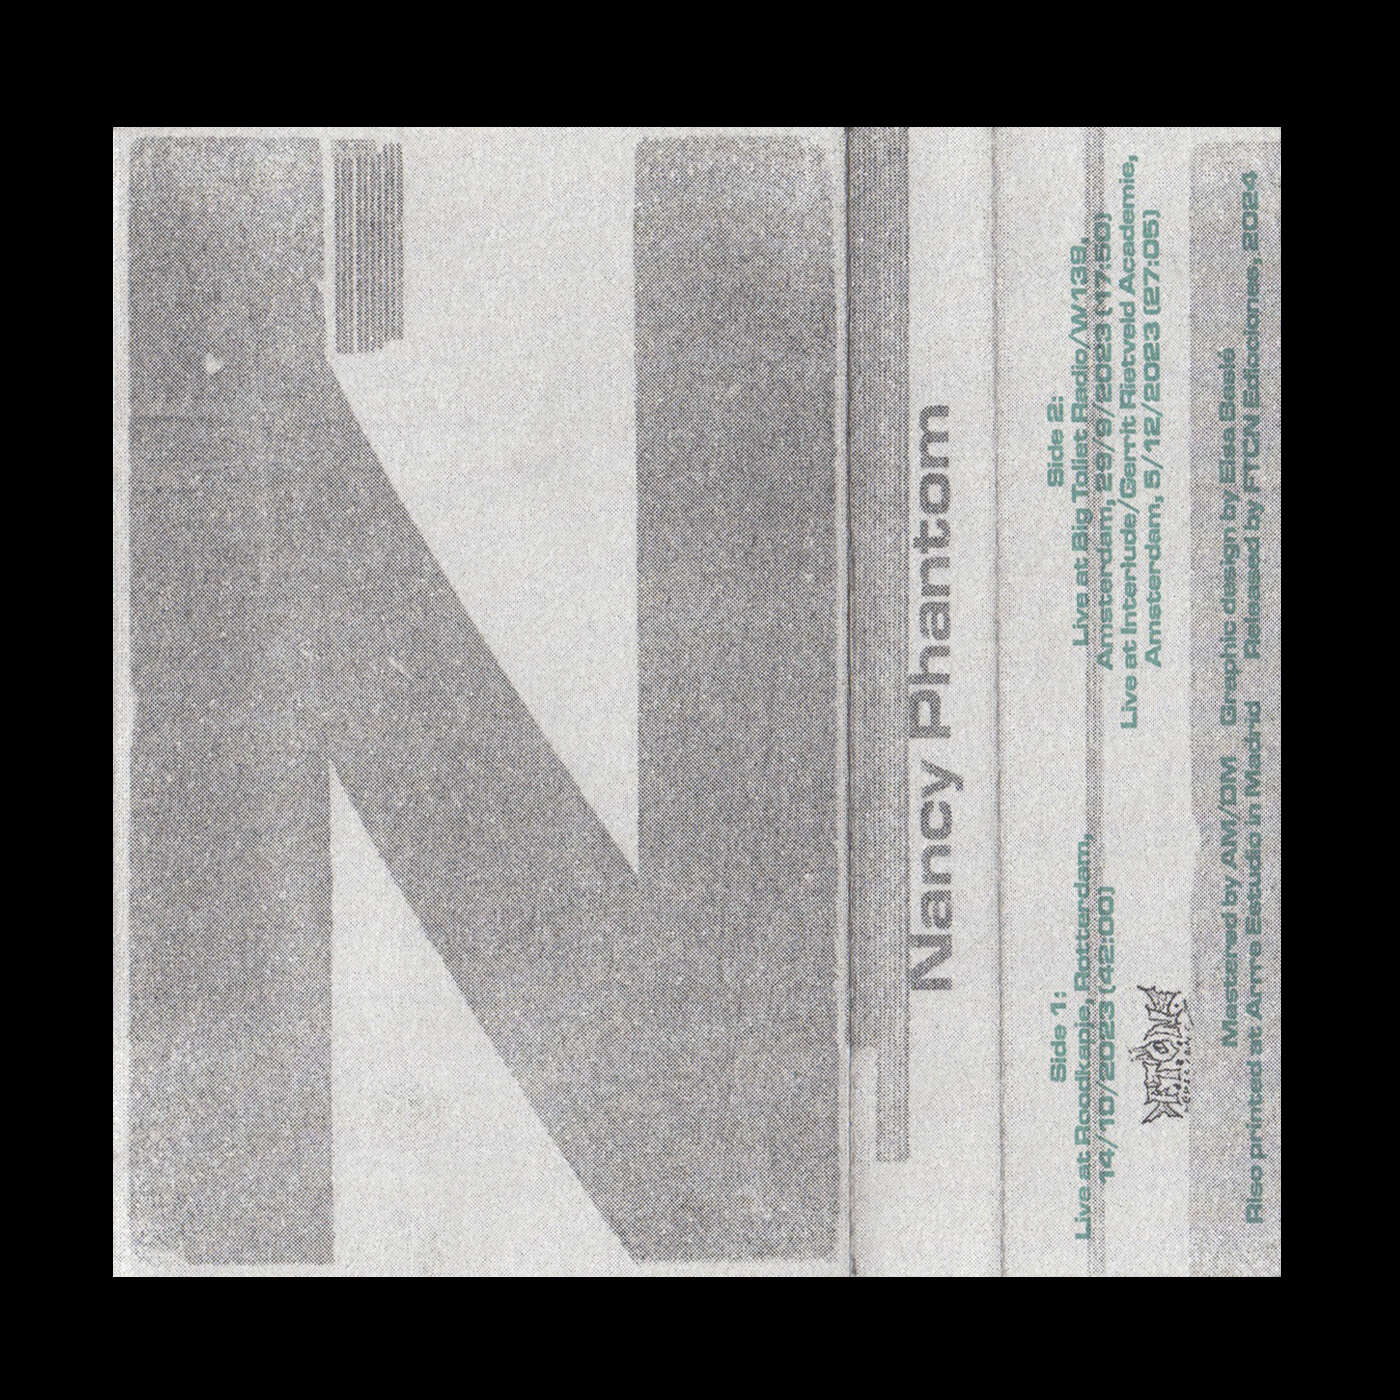 N
Nancy Phantom
Side 1:
Live at Roodkapje, Rotterdam,
14/10/2023 (42:00)
Side 2:
Live at Big Toilet Radio/W139,
Amsterdam, 29/9/2023 (17:50)
Live at Interlude/Gerrit Rietveld Academie,
Amsterdam, 5/12/2023 (27:05)
Mastered by AM/DM Graphic design by Elsa Basé
Riso printed at Arrre Estudio in Madrid Released by FTCN Edicciones, 2024